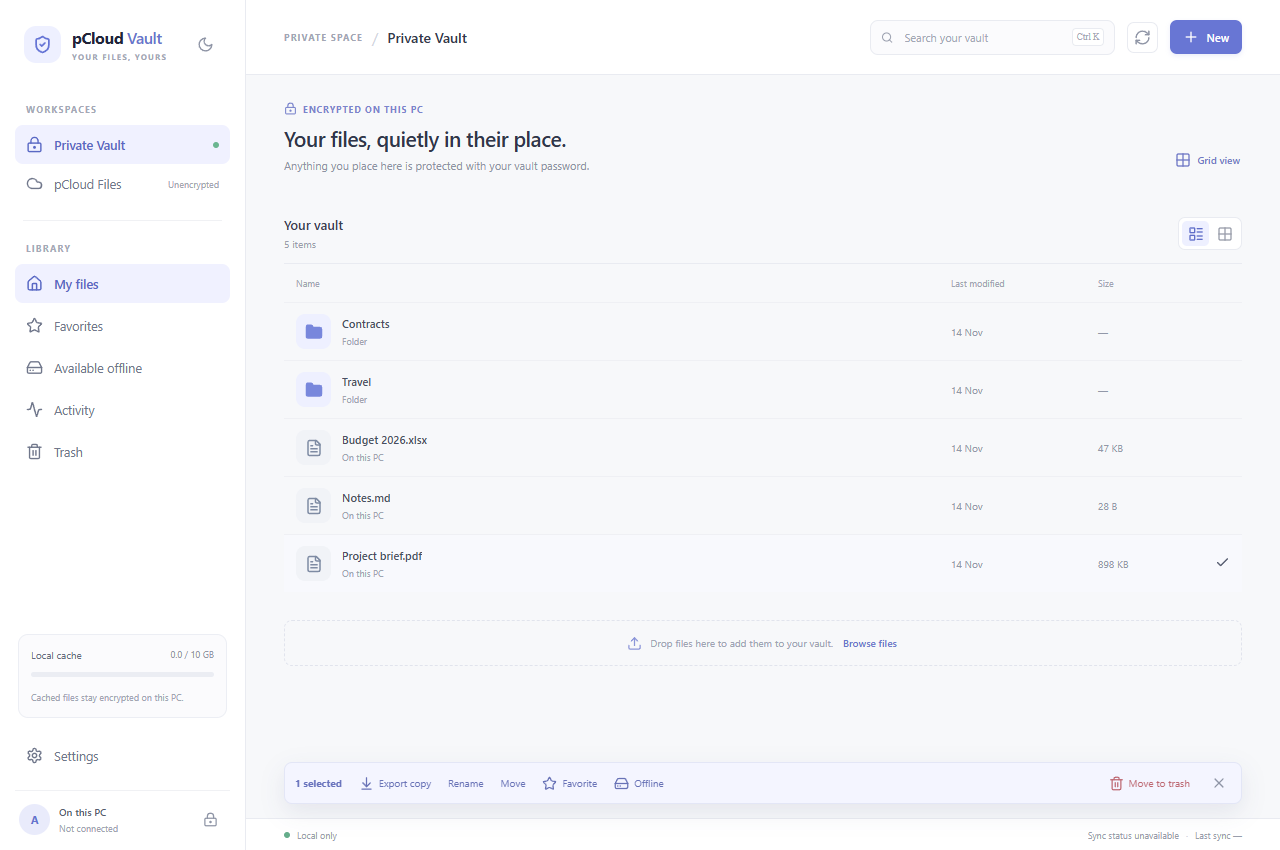 pCloud Vault
YOUR FILES, YOURS
WORKSPACES
Private Vault
pCloud Files Unencrypted
LIBRARY
My files
Favorites
Available offline
Activity
Trash
Local cache 0.0 / 10 GB
Cached files stay encrypted on this PC.
Settings
A
On this PC
Not connected
PRIVATE SPACE / Private Vault
Search your vault Ctrl K
New
ENCRYPTED ON THIS PC
Your files, quietly in their place.
Anything you place here is protected with your vault password.
Grid view
Your vault
5 items
Name Last modified Size
Contracts
Folder
14 Nov —
Travel
Folder
14 Nov —
Budget 2026.xlsx
On this PC
14 Nov 47 KB
Notes.md
On this PC
14 Nov 28 B
Project brief.pdf
On this PC
14 Nov 898 KB
Drop files here to add them to your vault. Browse files
1 selected Export copy Rename Move Favorite Offline Move to trash
Local only
Sync status unavailable · Last sync —